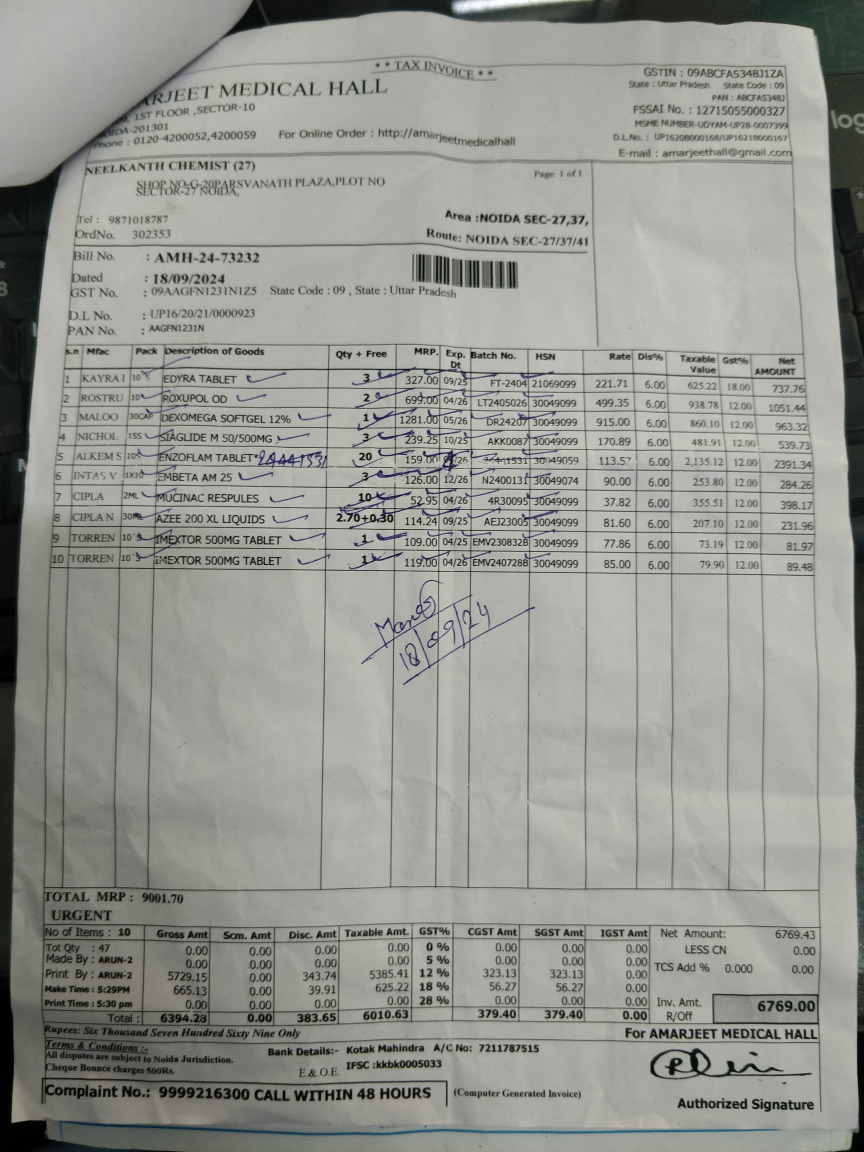 * * TAX INVOICE * *
ARJEET MEDICAL HALL
1ST FLOOR ,SECTOR-10
NOIDA-201301
Phone : 0120-4200052,4200059 For Online Order : http://amarjeetmedicalhall
GSTIN : 09ABCFA5348J1ZA
State : Uttar Pradesh State Code : 09
PAN : ABCFA5348J
FSSAI No. : 12715055000327
MSME NUMBER-UDYAM-UP28-0007399
D.L.No. : UP16208000168/UP16218000167
E-mail : amarjeethall@gmail.com
NEELKANTH CHEMIST (27) Page: 1 of 1
SHOP NO:G-20PARSVANATH PLAZA,PLOT NO
SECTOR-27 NOIDA,
Tel : 9871018787 Area :NOIDA SEC-27,37,
OrdNo. 302353 Route: NOIDA SEC-27/37/41
Bill No. : AMH-24-73232
Dated : 18/09/2024
GST No. : 09AAGFN1231N1Z5 State Code : 09 , State : Uttar Pradesh
D.L No. : UP16/20/21/0000923
PAN No. : AAGFN1231N
s.n Mfac Pack Description of Goods Qty + Free MRP. Exp. Dt Batch No. HSN Rate Dis% Taxable Value Gst% Net AMOUNT
1 KAYRA I 10'S EDYRA TABLET 3 327.00 09/25 FT-2404 21069099 221.71 6.00 625.22 18.00 737.76
2 ROSTRU 10' ROXUPOL OD 2 699.00 04/26 LT2405026 30049099 499.35 6.00 938.78 12.00 1051.44
3 MALOO 30CAP DEXOMEGA SOFTGEL 12% 1 1281.00 05/26 DR24207 30049099 915.00 6.00 860.10 12.00 963.32
4 NICHOL 15S SIAGLIDE M 50/500MG 3 239.25 10/25 AKK0087 30049099 170.89 6.00 481.91 12.00 539.73
5 ALKEM S 10S ENZOFLAM TABLET 24441531 20 159.00 /26 1531 30049059 113.57 6.00 2,135.12 12.00 2391.34
6 INTAS V 1X30 EMBETA AM 25 3 126.00 12/26 N2400131 30049074 90.00 6.00 253.80 12.00 284.26
7 CIPLA 2ML MUCINAC RESPULES 10 52.95 04/26 4R30095 30049099 37.82 6.00 355.51 12.00 398.17
8 CIPLA N 30ML AZEE 200 XL LIQUIDS 2.70+0.30 114.24 09/25 AEJ23005 30049099 81.60 6.00 207.10 12.00 231.96
9 TORREN 10'S IMEXTOR 500MG TABLET 1 109.00 04/25 EMV2308328 30049099 77.86 6.00 73.19 12.00 81.97
10 TORREN 10'S IMEXTOR 500MG TABLET 1 119.00 04/26 EMV2407288 30049099 85.00 6.00 79.90 12.00 89.48
18/09/24
TOTAL MRP : 9001.70
URGENT
No of Items : 10 Gross Amt Scm. Amt Disc. Amt Taxable Amt. GST% CGST Amt SGST Amt IGST Amt Net Amount: 6769.43
Tot Qty : 47 0.00 0.00 0.00 0.00 0 % 0.00 0.00 0.00 LESS CN 0.00
Made By : ARUN-2 0.00 0.00 0.00 0.00 5 % 0.00 0.00 0.00
Print By : ARUN-2 5729.15 0.00 343.74 5385.41 12 % 323.13 323.13 0.00 TCS Add % 0.000 0.00
Make Time : 5:29PM 665.13 0.00 39.91 625.22 18 % 56.27 56.27 0.00
Print Time : 5:30 pm 0.00 0.00 0.00 0.00 28 % 0.00 0.00 0.00 Inv. Amt. 6769.00
Total : 6394.28 0.00 383.65 6010.63 379.40 379.40 0.00 R/Off
Rupees: Six Thousand Seven Hundred Sixty Nine Only For AMARJEET MEDICAL HALL
Terms & Conditions :-
All disputes are subject to Noida Jurisdiction.
Cheque Bounce charges 500Rs.
Bank Details:- Kotak Mahindra A/C No: 7211787515
E.&.O.E. IFSC :kkbk0005033
Complaint No.: 9999216300 CALL WITHIN 48 HOURS (Computer Generated Invoice)
Authorized Signature